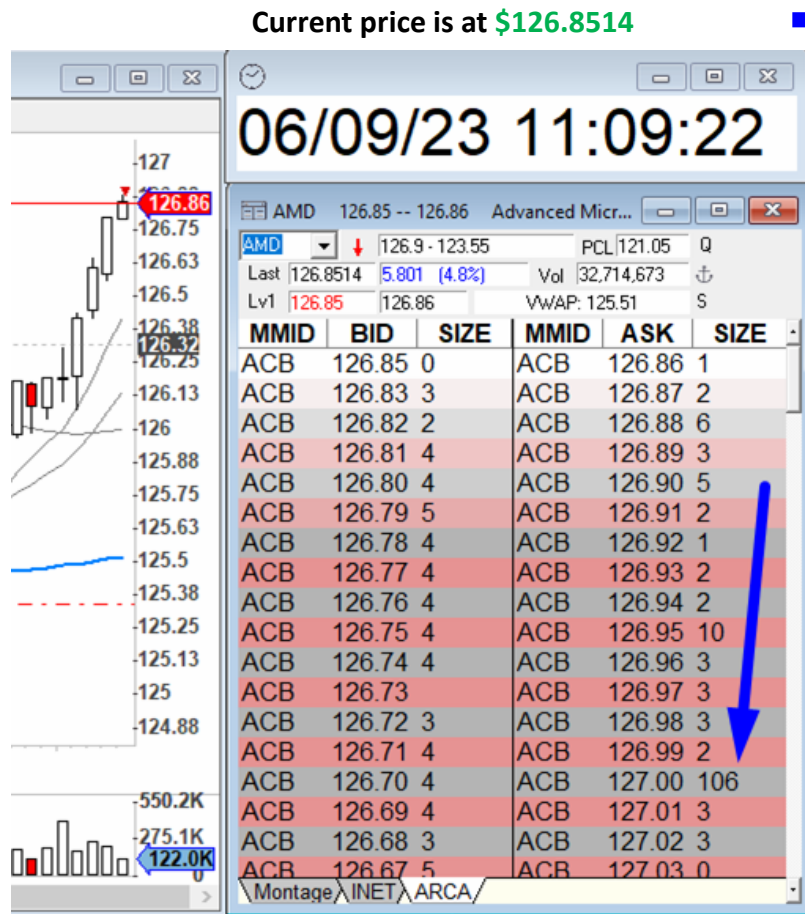 Current price is at $126.8514
06/09/23 11:09:22
127
126.86
126.75
126.63
126.5
126.38
126.32
126.25
126.13
126
125.88
125.75
125.63
125.5
125.38
125.25
125.13
125
124.88
550.2K
275.1K
122.0K
0
AMD 126.85 -- 126.86 Advanced Micr...
AMD 126.9 - 123.55 PCL 121.05 Q
Last 126.8514 5.801 (4.8%) Vol 32,714,673
Lv1 126.85 126.86 VWAP: 125.51 S
MMID BID SIZE MMID ASK SIZE
ACB 126.85 0 ACB 126.86 1
ACB 126.83 3 ACB 126.87 2
ACB 126.82 2 ACB 126.88 6
ACB 126.81 4 ACB 126.89 3
ACB 126.80 4 ACB 126.90 5
ACB 126.79 5 ACB 126.91 2
ACB 126.78 4 ACB 126.92 1
ACB 126.77 4 ACB 126.93 2
ACB 126.76 4 ACB 126.94 2
ACB 126.75 4 ACB 126.95 10
ACB 126.74 4 ACB 126.96 3
ACB 126.73 ACB 126.97 3
ACB 126.72 3 ACB 126.98 3
ACB 126.71 4 ACB 126.99 2
ACB 126.70 4 ACB 127.00 106
ACB 126.69 4 ACB 127.01 3
ACB 126.68 3 ACB 127.02 3
ACB 126.67 5 ACB 127.03 0
Montage INET ARCA